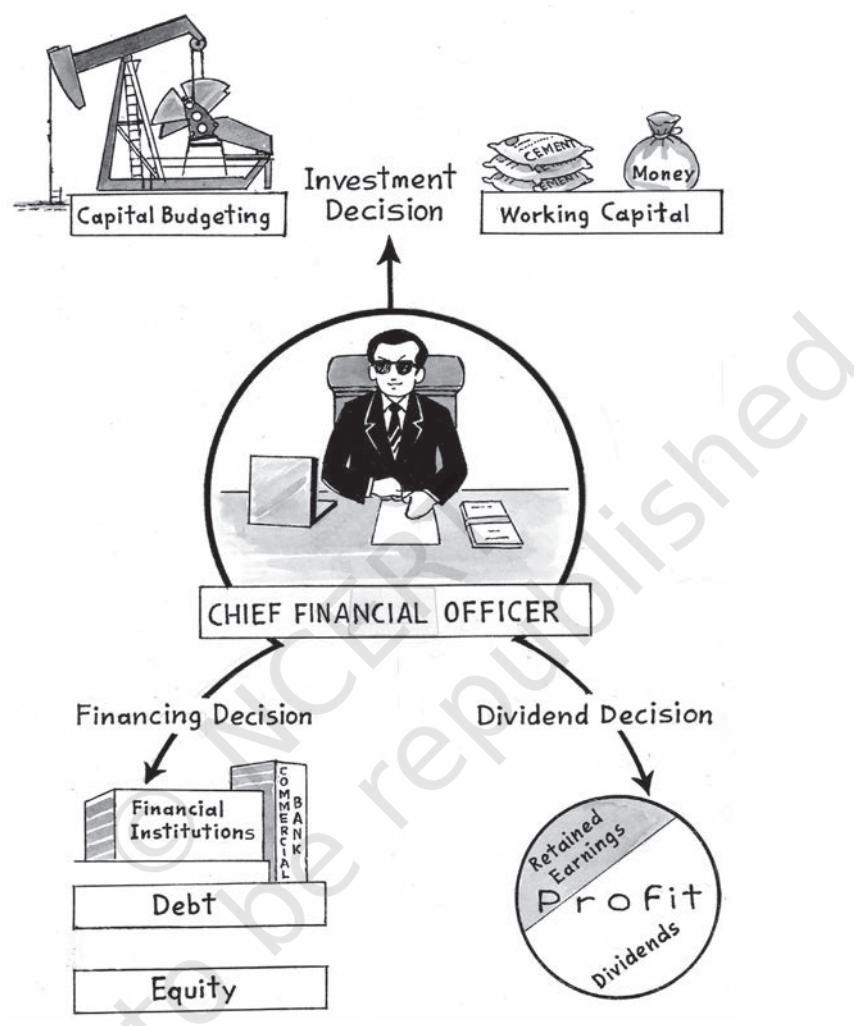 Capital Budgeting
Investment
Decision
CEMENT
CEMENT
Money
Working Capital
CHIEF FINANCIAL OFFICER
Financing Decision
Dividend Decision
Financial
Institutions
COMMERCIAL
BANK
Debt
Equity
Retained
Earnings
Profit
Dividends
© NCERT
to be republished